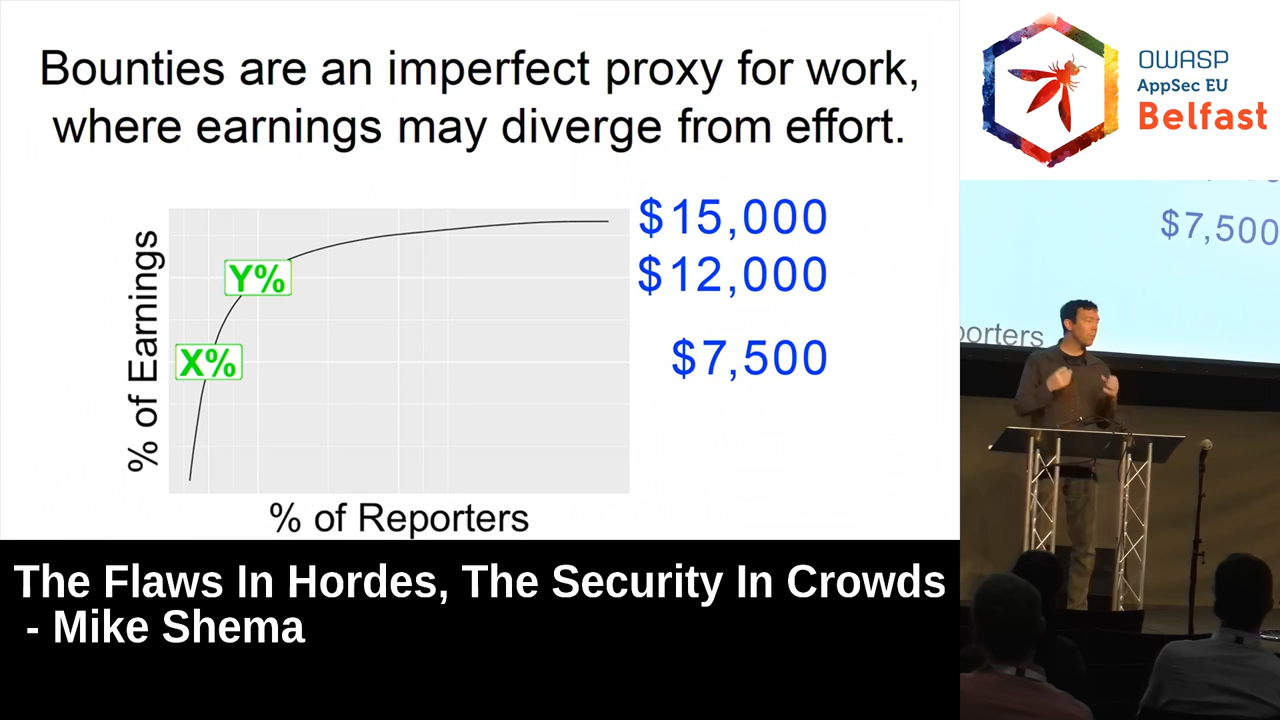 Bounties are an imperfect proxy for work,
where earnings may diverge from effort.
% of Earnings
Y%
X%
% of Reporters
$15,000
$12,000
$7,500
OWASP
AppSec EU
Belfast
$7,500
porters
The Flaws In Hordes, The Security In Crowds
- Mike Shema